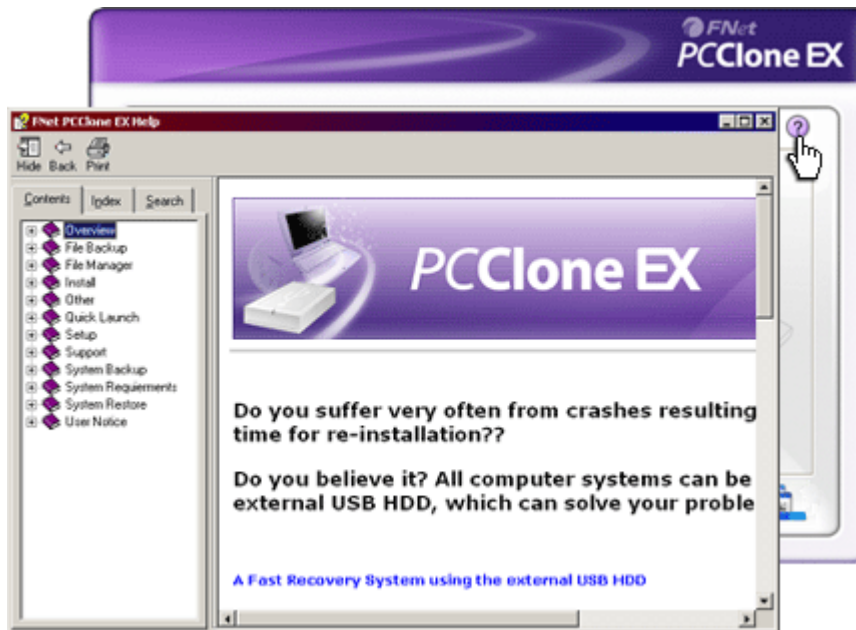 FNet
PCClone EX
FNet PCClone EX Help
Hide Back Print
Contents Index Search
Overview
File Backup
File Manager
Install
Other
Quick Launch
Setup
Support
System Backup
System Requierments
System Restore
User Notice
PCClone EX
Do you suffer very often from crashes resulting
time for re-installation??
Do you believe it? All computer systems can be
external USB HDD, which can solve your proble
A Fast Recovery System using the external USB HDD